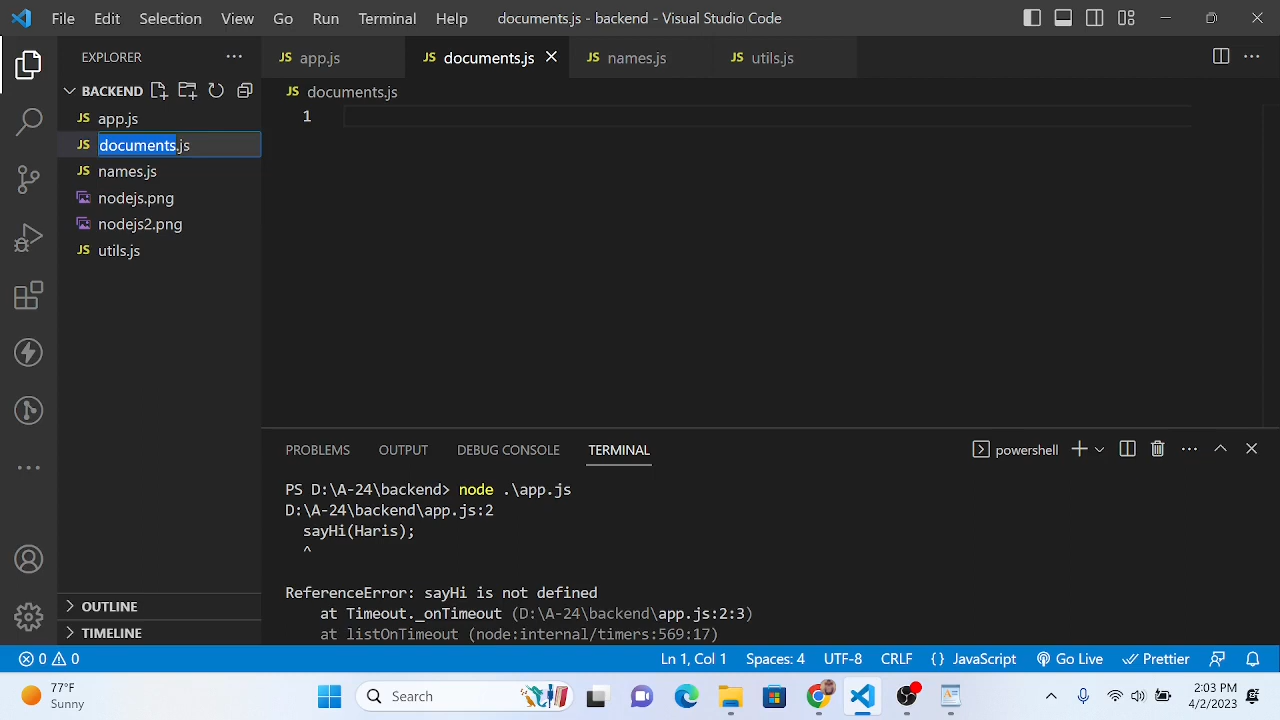 File Edit Selection View Go Run Terminal Help documents.js - backend - Visual Studio Code
EXPLORER
JS app.js
JS documents.js
JS names.js
JS utils.js
BACKEND
JS documents.js
JS app.js
1
JS documents.js
JS names.js
nodejs.png
nodejs2.png
JS utils.js
PROBLEMS OUTPUT DEBUG CONSOLE TERMINAL powershell
PS D:\A-24\backend> node .\app.js
D:\A-24\backend\app.js:2
sayHi(Haris);
^
ReferenceError: sayHi is not defined
at Timeout._onTimeout (D:\A-24\backend\app.js:2:3)
at listOnTimeout (node:internal/timers:569:17)
OUTLINE
TIMELINE
0 0 Ln 1, Col 1 Spaces: 4 UTF-8 CRLF {} JavaScript Go Live Prettier
77°F
Sunny
Search
2:03 PM
4/2/2023